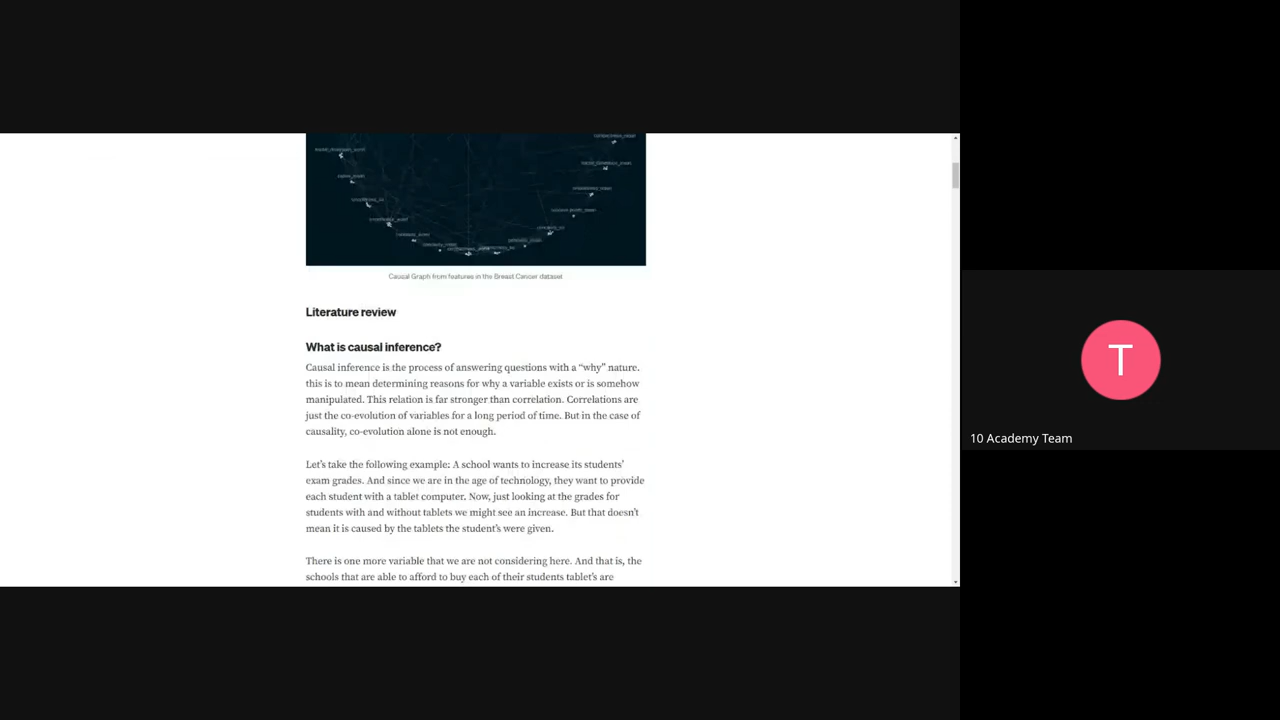 Causal Graph from features in the Breast Cancer dataset
Literature review
What is causal inference?
Causal inference is the process of answering questions with a “why” nature.
this is to mean determining reasons for why a variable exists or is somehow
manipulated. This relation is far stronger than correlation. Correlations are
just the co-evolution of variables for a long period of time. But in the case of
causality, co-evolution alone is not enough.
Let’s take the following example: A school wants to increase its students’
exam grades. And since we are in the age of technology, they want to provide
each student with a tablet computer. Now, just looking at the grades for
students with and without tablets we might see an increase. But that doesn’t
mean it is caused by the tablets the student’s were given.
There is one more variable that we are not considering here. And that is, the
schools that are able to afford to buy each of their students tablet’s are
T
10 Academy Team